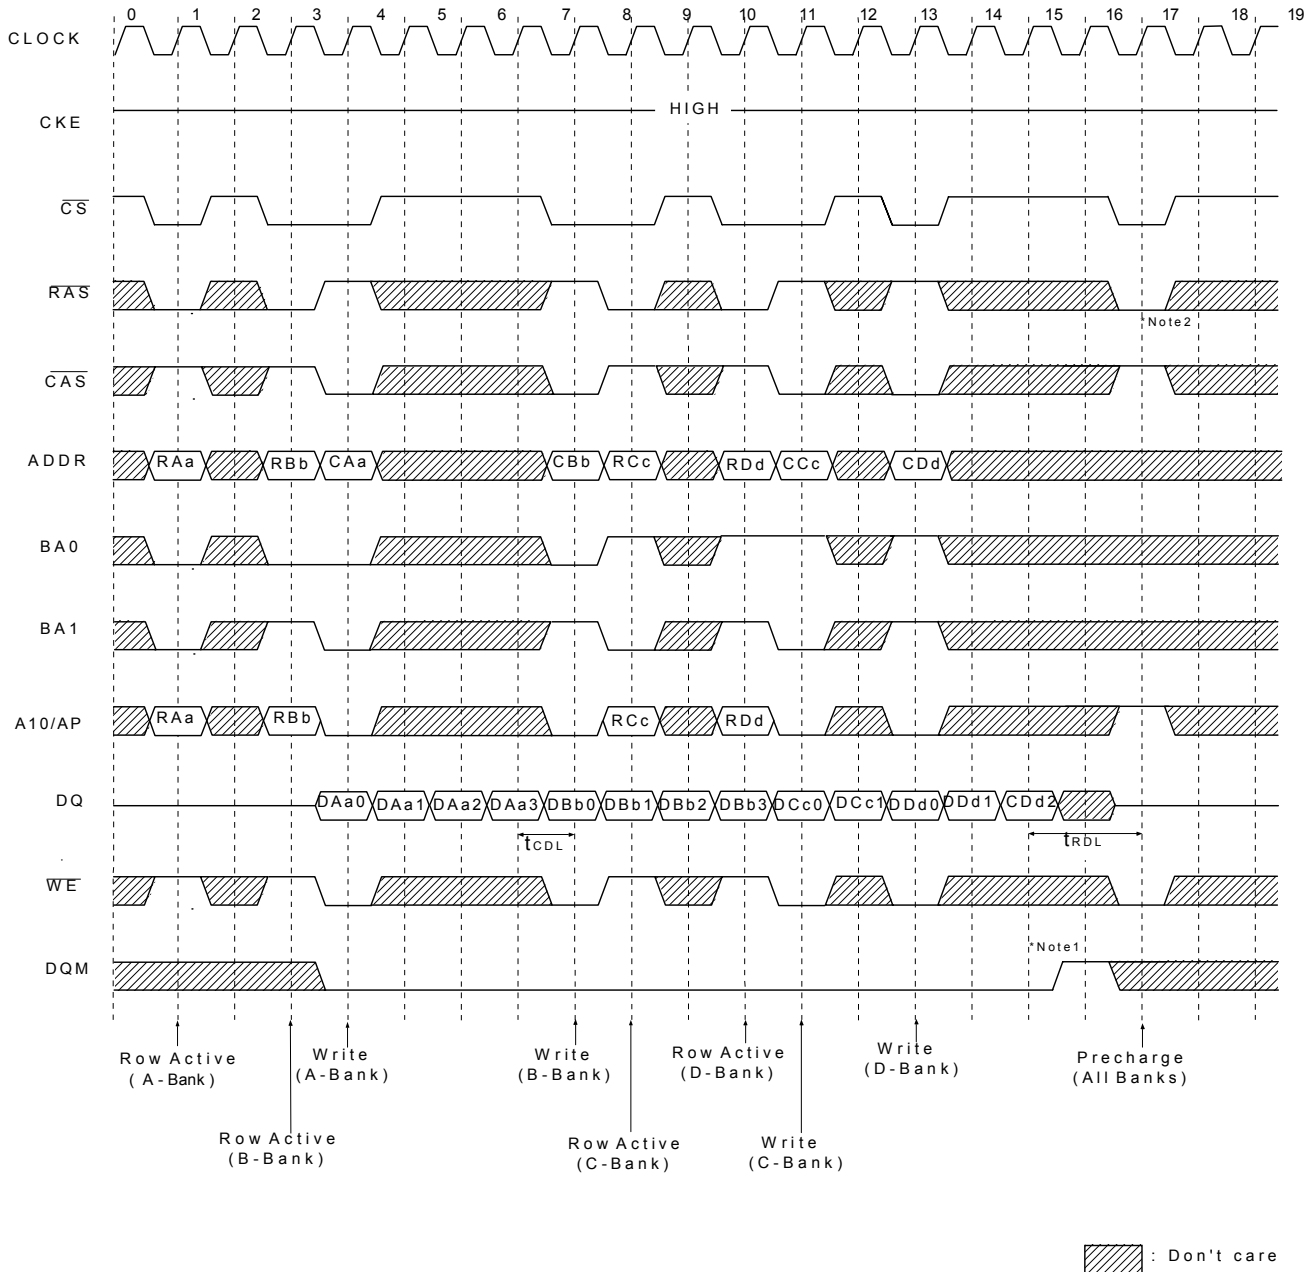 0 1 2 3 4 5 6 7 8 9 10 11 12 13 14 15 16 17 18 19
CLOCK
HIGH
CKE
CS
RAS
*Note2
CAS
ADDR RAa RBb CAa CBb RCc RDd CCc CDd
BA0
BA1
A10/AP RAa RBb RCc RDd
DQ DAa0 DAa1 DAa2 DAa3 DBb0 DBb1 DBb2 DBb3 DCc0 DCc1 DDd0 DDd1 CDd2
tCDL tRDL
WE
*Note1
DQM
Row Active
(A-Bank)
Write
(A-Bank)
Write
(B-Bank)
Row Active
(D-Bank)
Write
(D-Bank)
Precharge
(All Banks)
Row Active
(B-Bank)
Row Active
(C-Bank)
Write
(C-Bank)
: Don't care